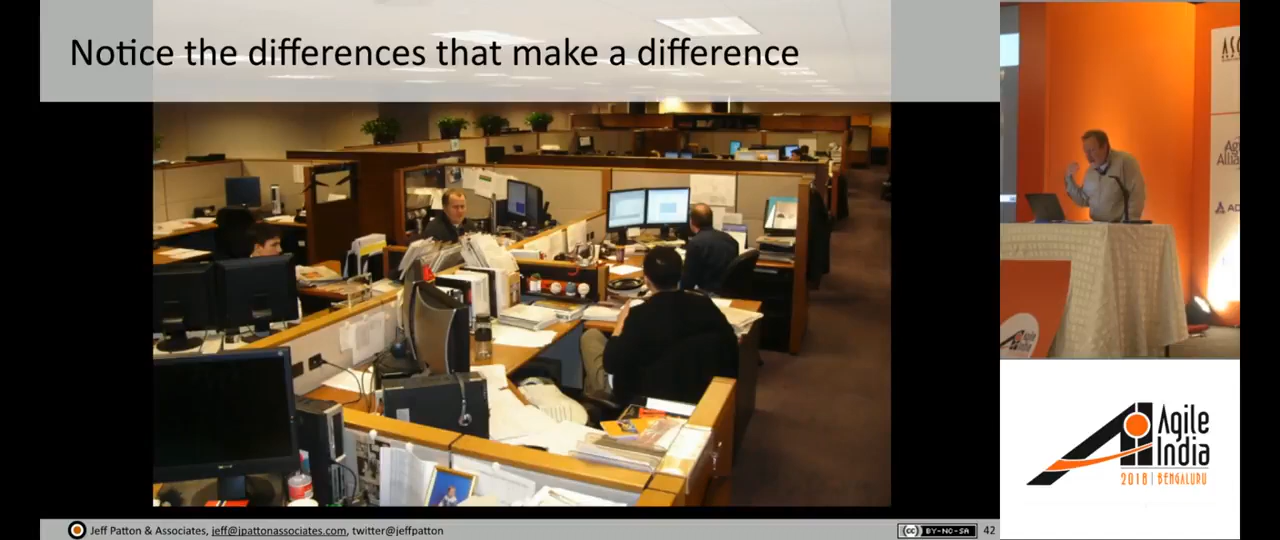 Notice the differences that make a difference
Jeff Patton & Associates, jeff@jpattonassociates.com, twitter@jeffpatton
cc BY-NC-SA
42
Agile
India
2018 | BENGALURU